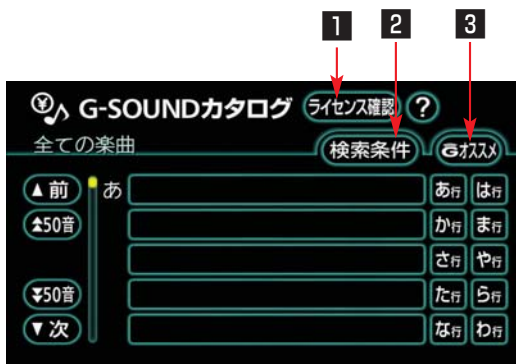 1 2 3
G-SOUNDカタログ ライセンス確認 ?
全ての楽曲 検索条件 Gオススメ
▲前 あ あ行 は行
50音 か行 ま行
さ行 や行
50音 た行 ら行
▼次 な行 わ行